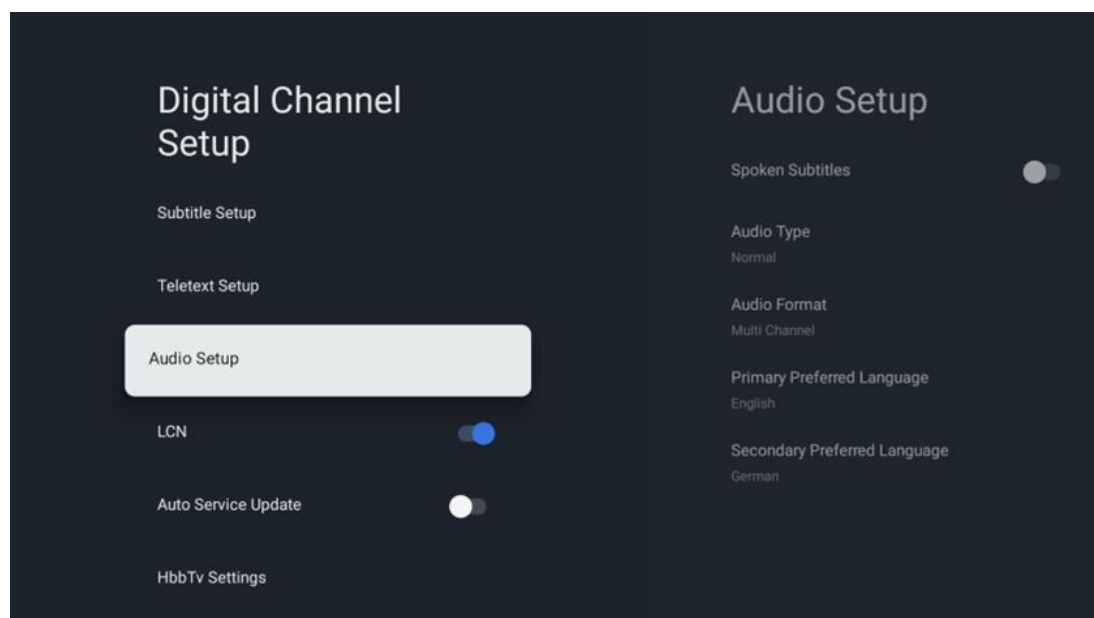 Digital Channel
Setup
Subtitle Setup
Teletext Setup
Audio Setup
LCN
Auto Service Update
HbbTv Settings
Audio Setup
Spoken Subtitles
Audio Type
Normal
Audio Format
Multi Channel
Primary Preferred Language
English
Secondary Preferred Language
German